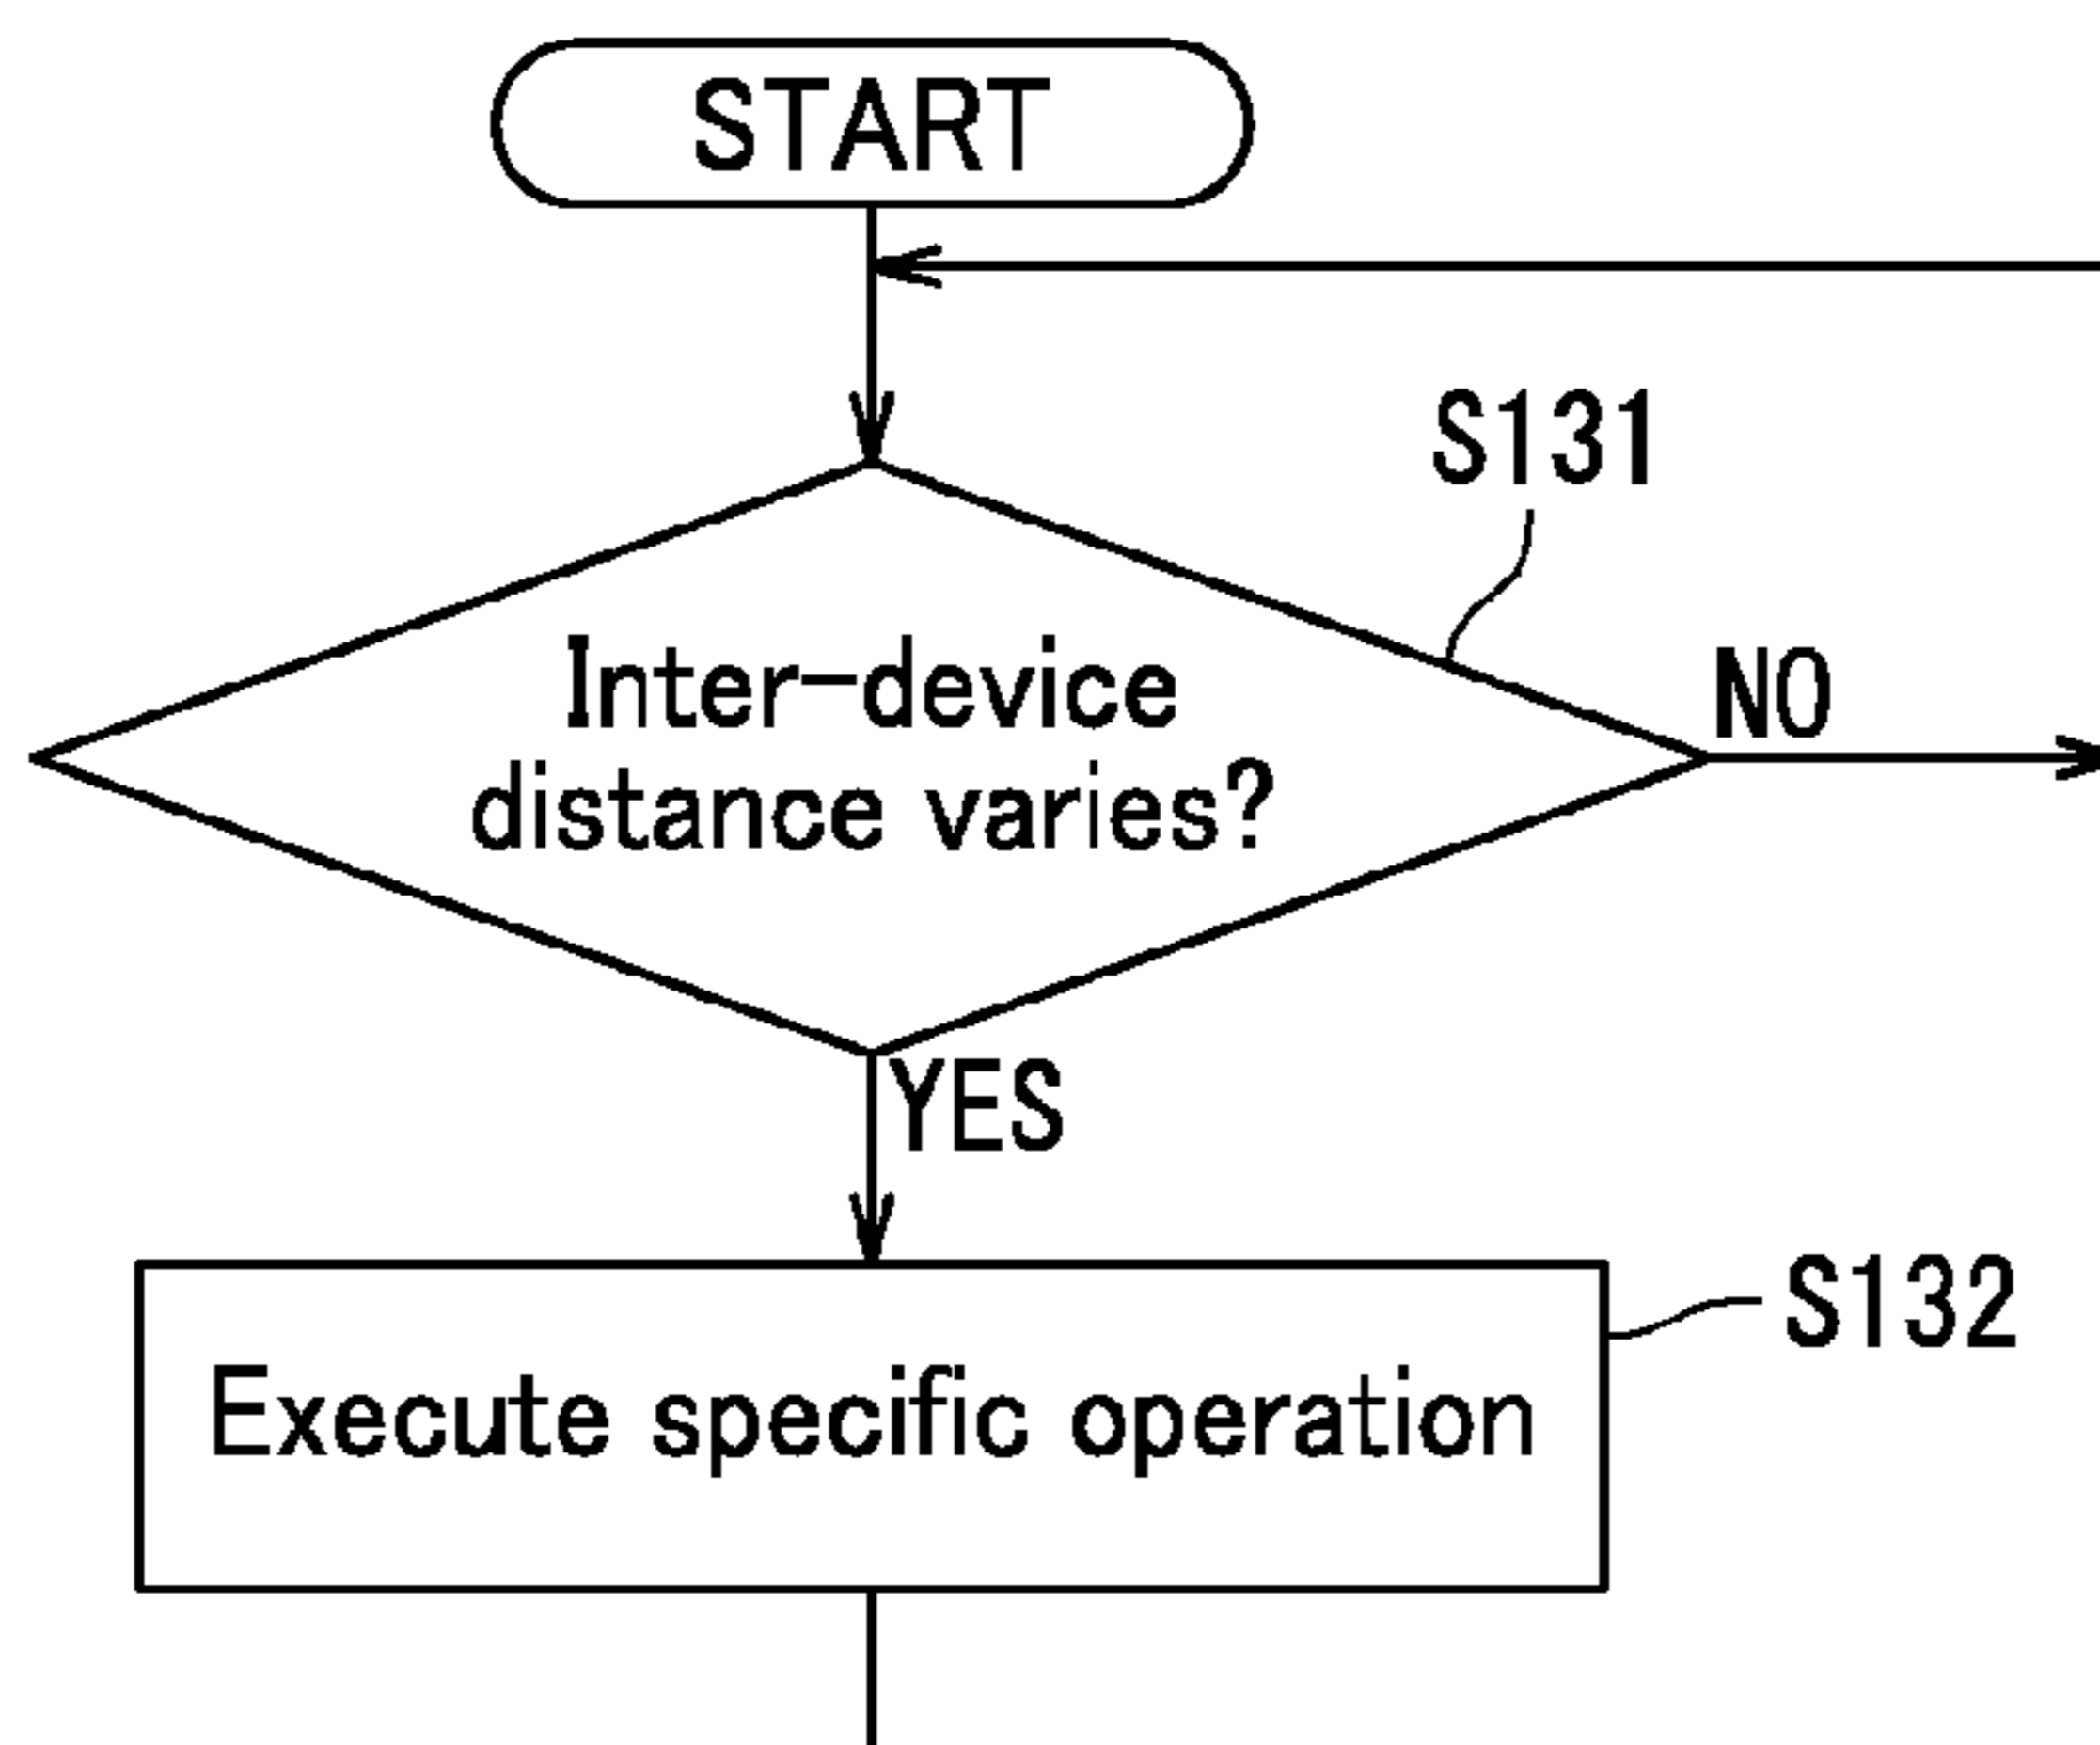 START
S131
Inter-device
distance varies?
NO
YES
S132
Execute specific operation